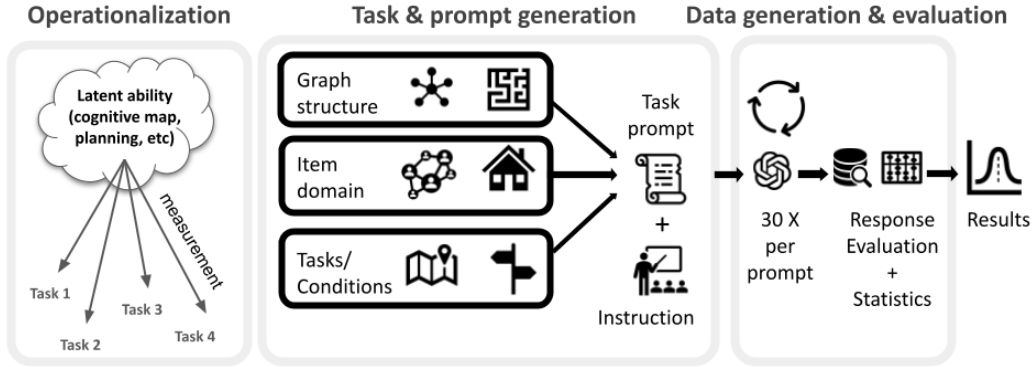 Operationalization
Latent ability
(cognitive map,
planning, etc)
measurement
Task 1
Task 2
Task 3
Task 4
Task & prompt generation
Graph
structure
Item
domain
Tasks/
Conditions
Task
prompt
+
Instruction
Data generation & evaluation
30 X
per
prompt
Response
Evaluation
+
Statistics
Results